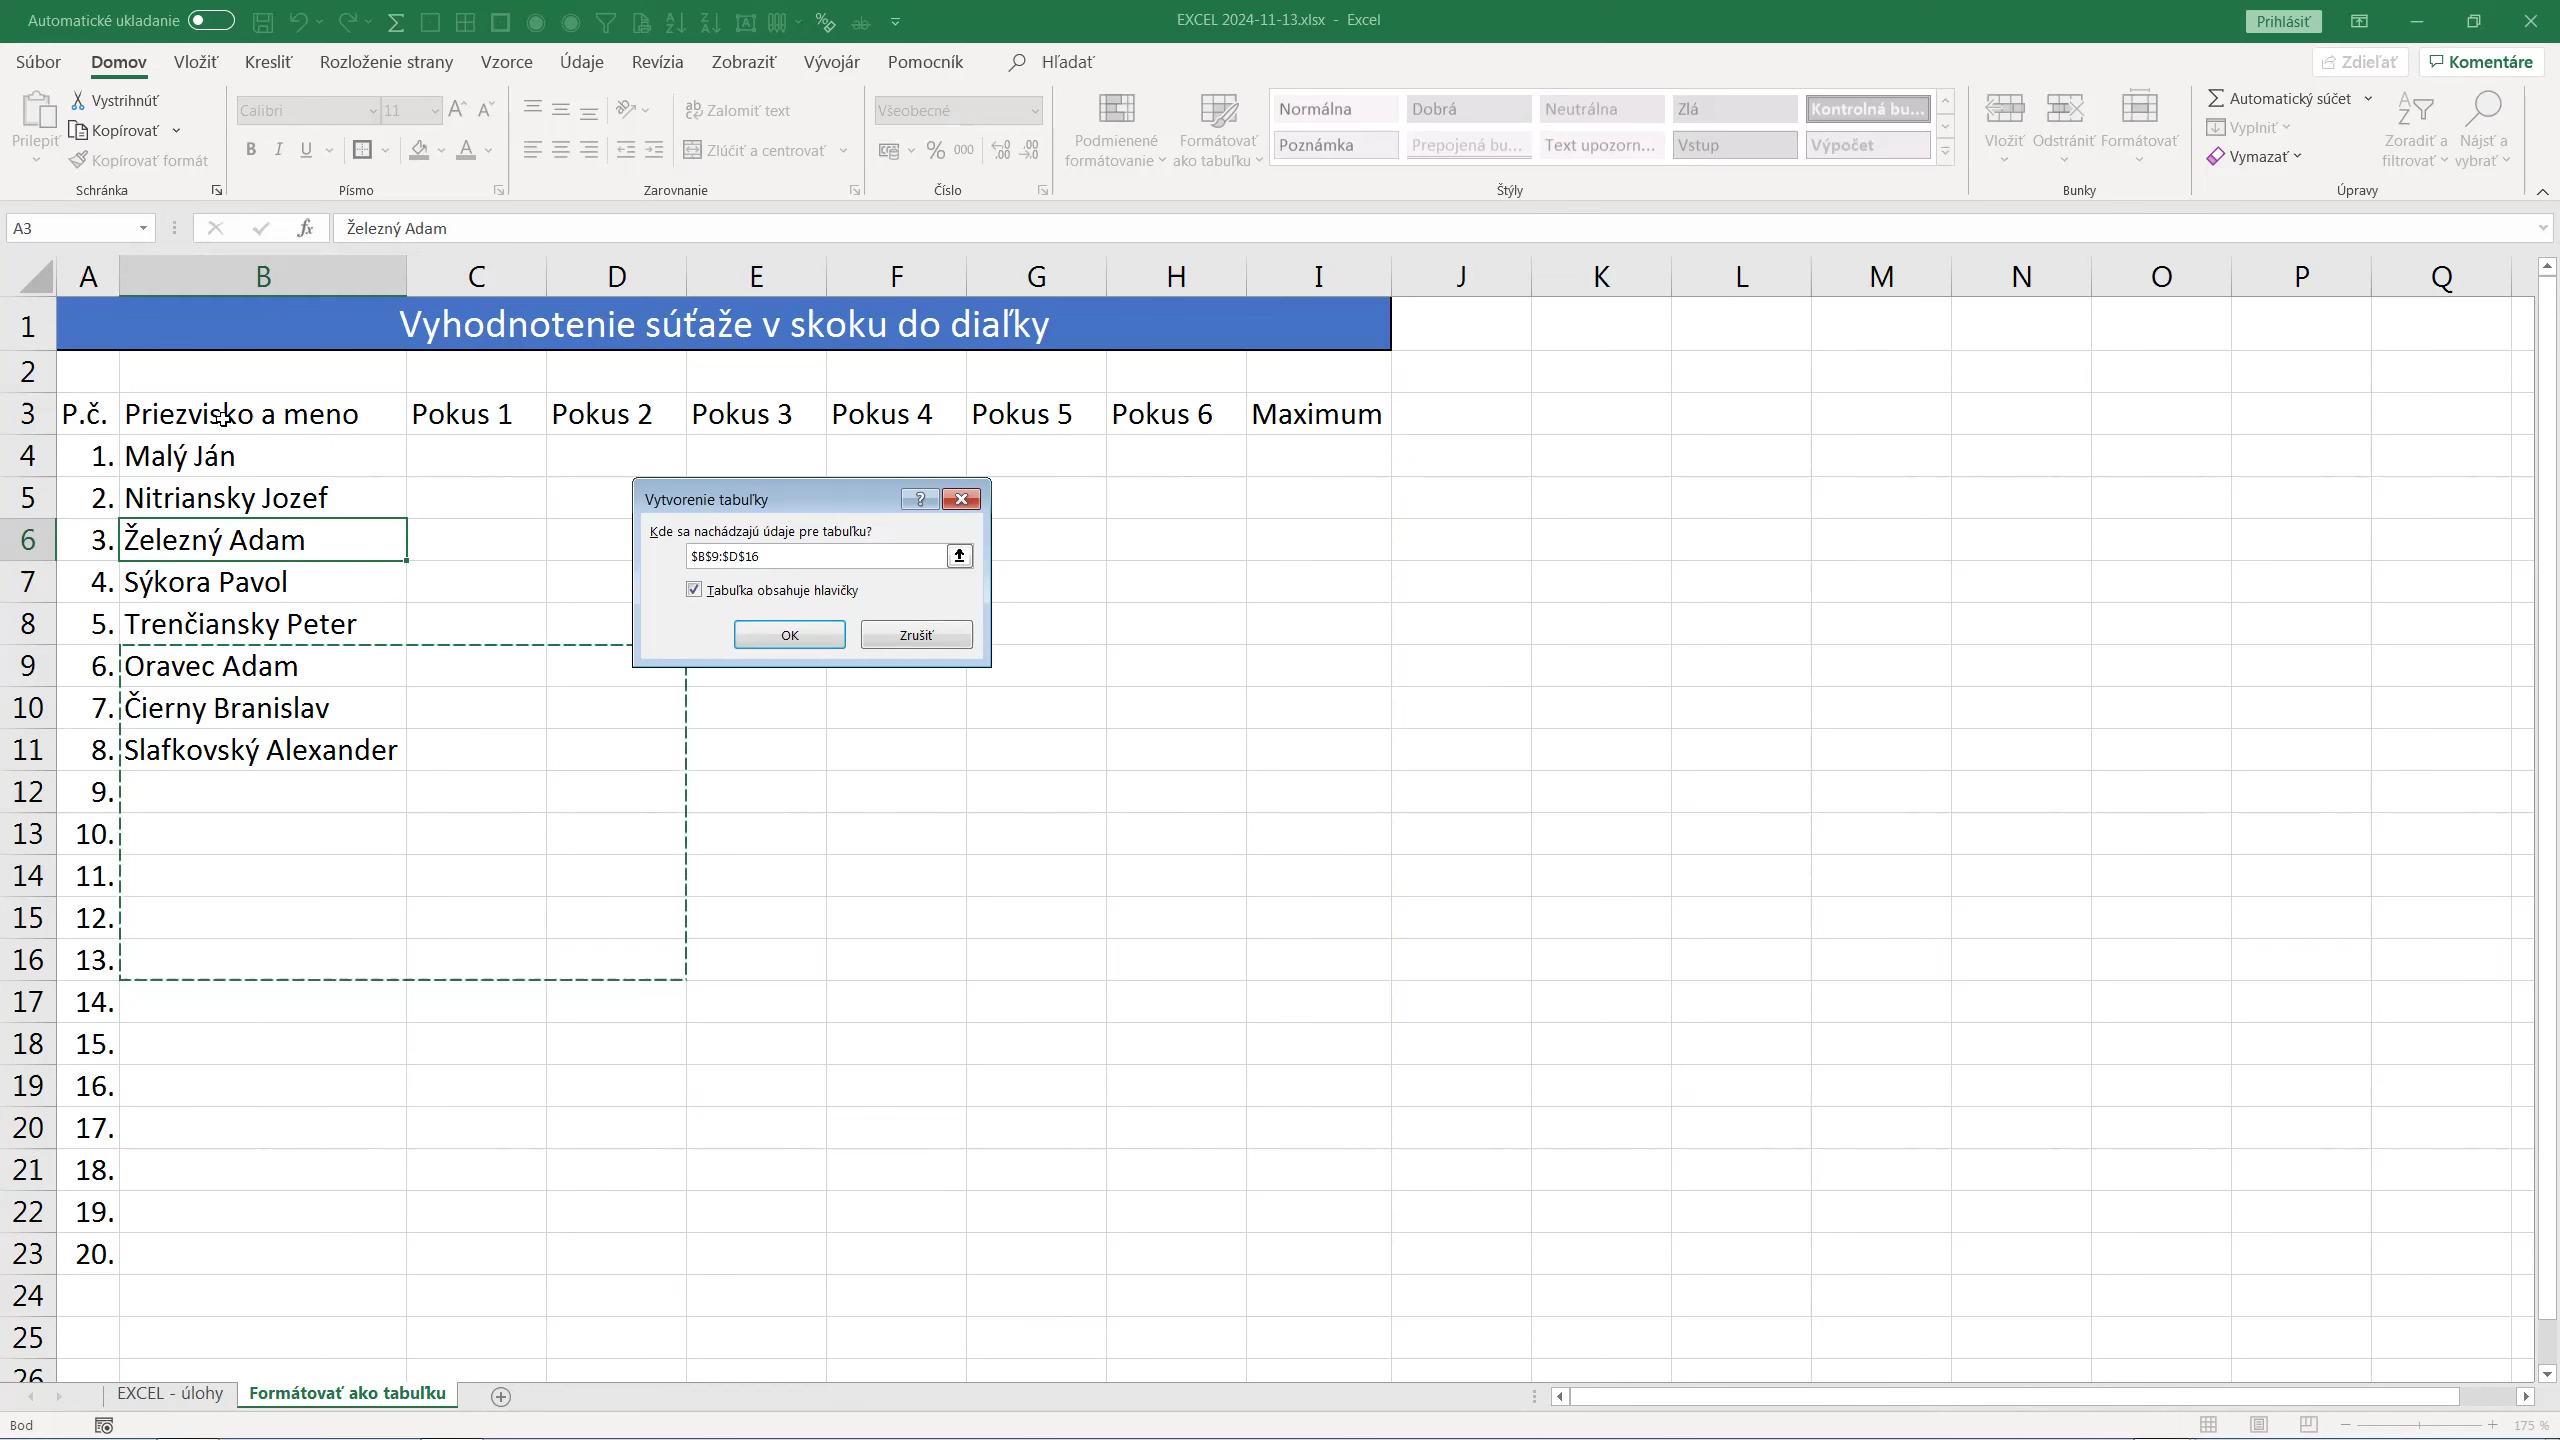 Automatické ukladanie
EXCEL 2024-11-13.xlsx - Excel
Prihlásiť
Súbor Domov Vložiť Kresliť Rozloženie strany Vzorce Údaje Revízia Zobraziť Vývojár Pomocník Hľadať
Zdieľať Komentáre
Prilepiť
Vystrihnúť
Kopírovať
Kopírovať formát
Schránka
Calibri 11
B I U
Písmo
Zalomiť text
Zlúčiť a centrovať
Zarovnanie
Všeobecné
% 000
Číslo
Podmienené formátovanie
Formátovať ako tabuľku
Normálna Dobrá Neutrálna Zlá Kontrolná bu...
Poznámka Prepojená bu... Text upozorn... Vstup Výpočet
Štýly
Vložiť Odstrániť Formátovať
Bunky
Automatický súčet
Vyplniť
Vymazať
Zoradiť a filtrovať
Nájsť a vybrať
Úpravy
A3 fx Železný Adam
A B C D E F G H I J K L M N O P Q
1 Vyhodnotenie súťaže v skoku do diaľky
2
3 P.č. Priezvisko a meno Pokus 1 Pokus 2 Pokus 3 Pokus 4 Pokus 5 Pokus 6 Maximum
4 1. Malý Ján
5 2. Nitriansky Jozef
6 3. Železný Adam
7 4. Sýkora Pavol
8 5. Trenčiansky Peter
9 6. Oravec Adam
10 7. Čierny Branislav
11 8. Slafkovský Alexander
12 9.
13 10.
14 11.
15 12.
16 13.
17 14.
18 15.
19 16.
20 17.
21 18.
22 19.
23 20.
24
25
26
Vytvorenie tabuľky
Kde sa nachádzajú údaje pre tabuľku?
$B$9:$D$16
Tabuľka obsahuje hlavičky
OK Zrušiť
EXCEL - úlohy Formátovať ako tabuľku
Bod
175 %